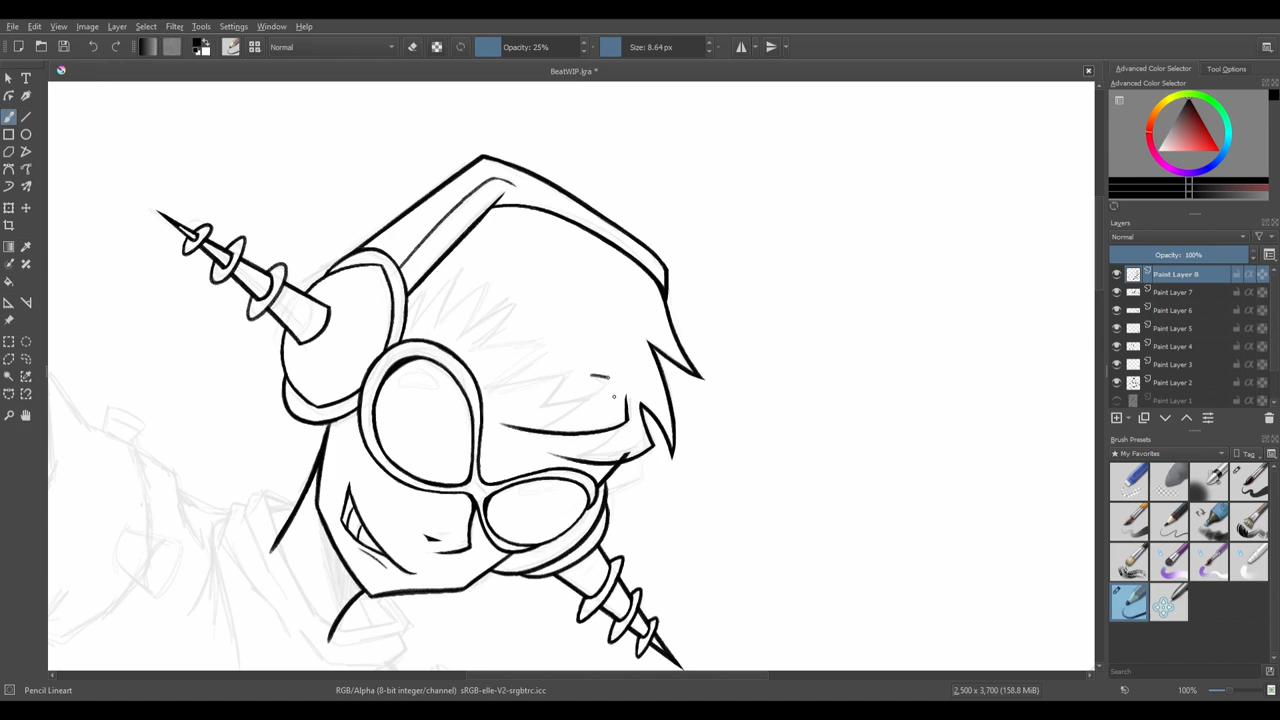 File Edit View Image Layer Select Filter Tools Settings Window Help
Normal
Opacity: 25%
Size: 8.64 px
BeatWIP.kra *
Advanced Color Selector Tool Options
Advanced Color Selector
Layers
Normal
Opacity: 100%
Paint Layer 8
Paint Layer 7
Paint Layer 6
Paint Layer 5
Paint Layer 4
Paint Layer 3
Paint Layer 2
Paint Layer 1
Brush Presets
★ My Favorites
Tag
Search
Pencil Lineart
RGB/Alpha (8-bit integer/channel) sRGB-elle-V2-srgbtrc.icc
2,500 x 3,700 (158.8 MiB)
100%